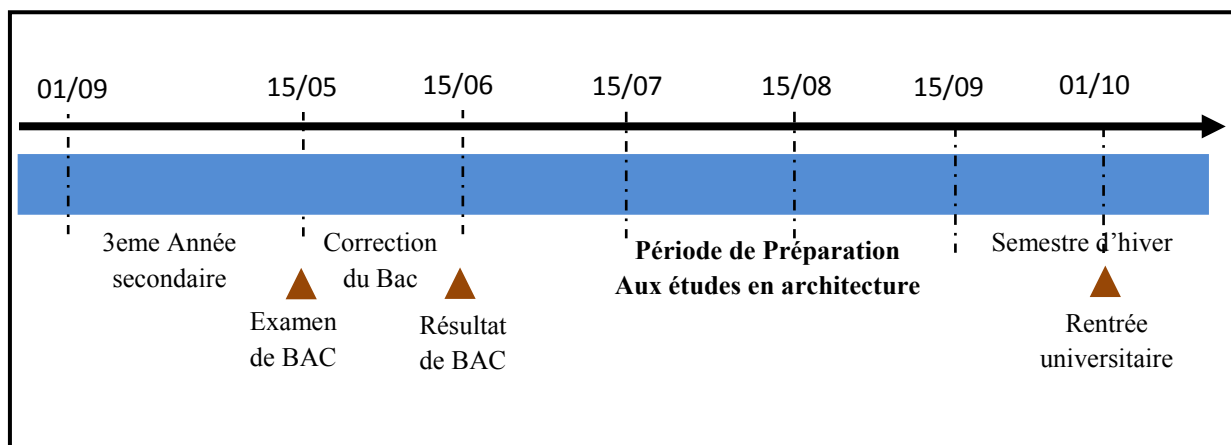 01/09 15/05 15/06 15/07 15/08 15/09 01/10
3eme Année
secondaire
Correction
du Bac
Période de Préparation
Aux études en architecture
Semestre d’hiver
Examen
de BAC
Résultat
de BAC
Rentrée
universitaire